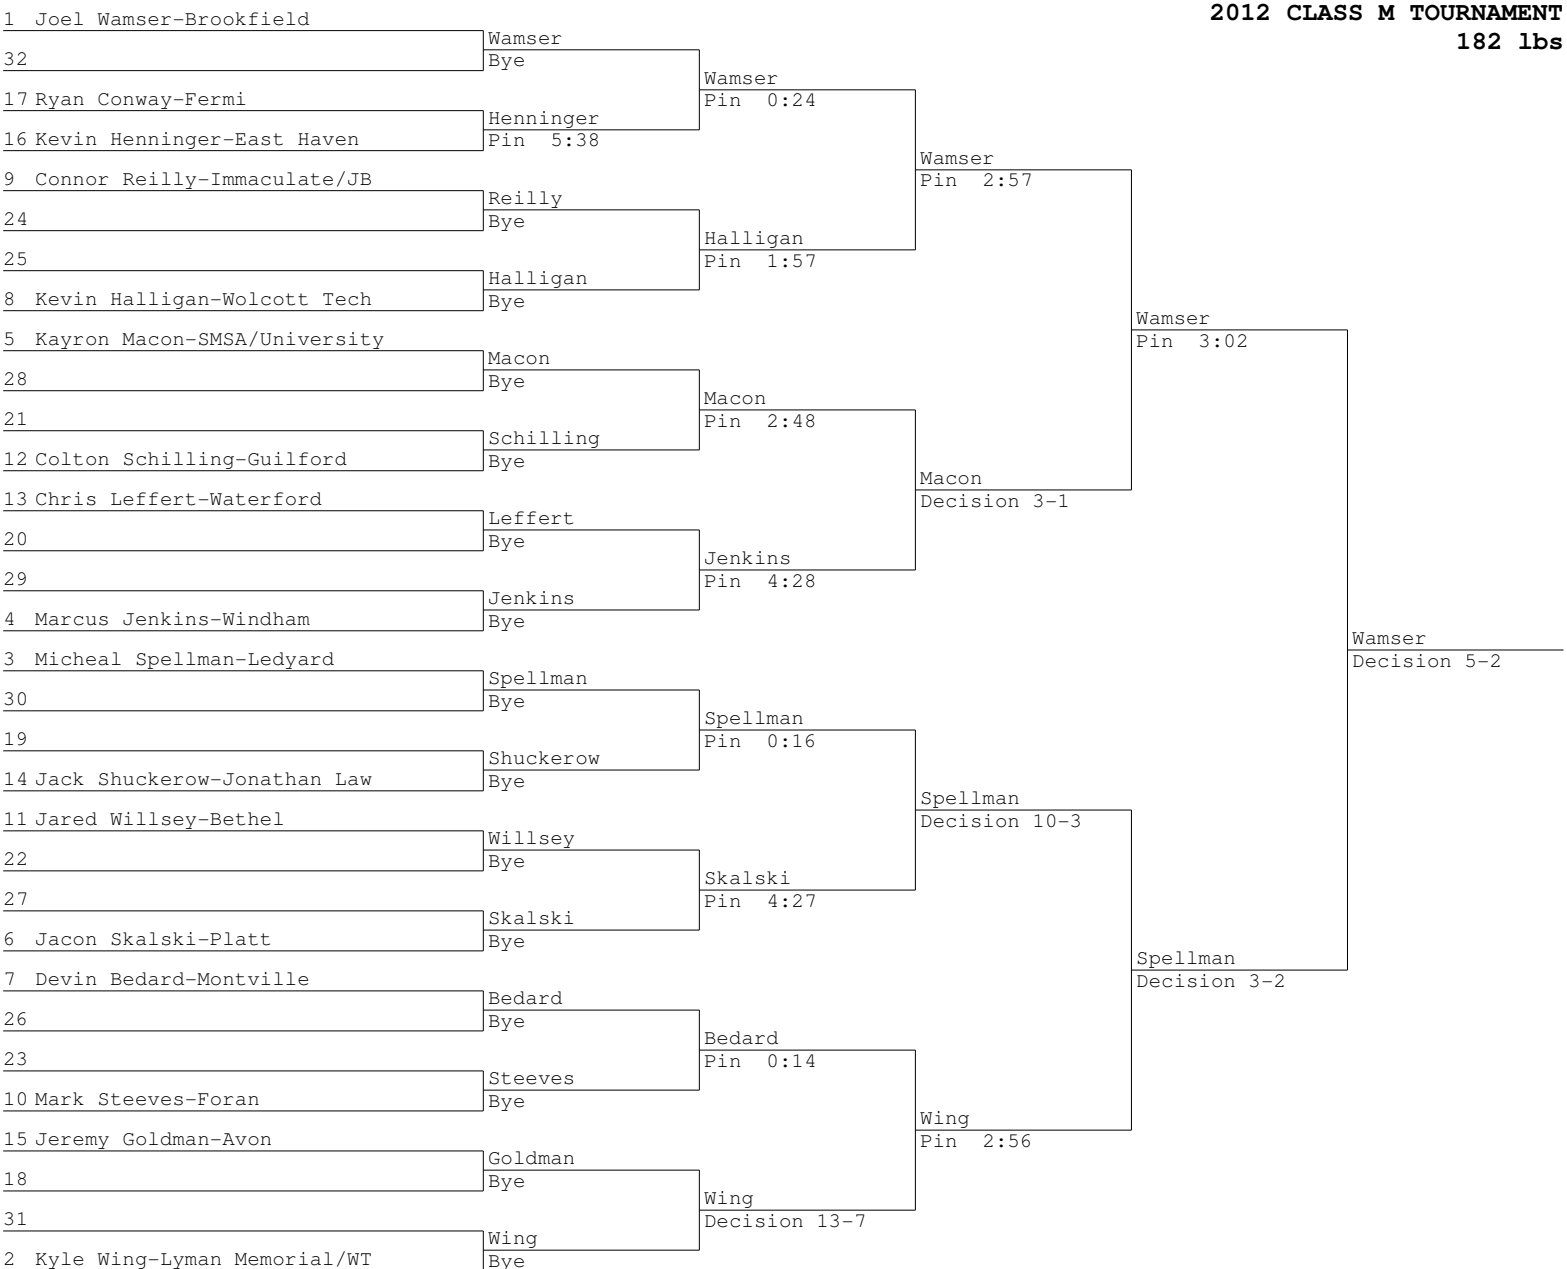 2012 CLASS M TOURNAMENT
182 lbs
1 Joel Wamser-Brookfield
32
17 Ryan Conway-Fermi
16 Kevin Henninger-East Haven
9 Connor Reilly-Immaculate/JB
24
25
8 Kevin Halligan-Wolcott Tech
5 Kayron Macon-SMSA/University
28
21
12 Colton Schilling-Guilford
13 Chris Leffert-Waterford
20
29
4 Marcus Jenkins-Windham
3 Micheal Spellman-Ledyard
30
19
14 Jack Shuckerow-Jonathan Law
11 Jared Willsey-Bethel
22
27
6 Jacon Skalski-Platt
7 Devin Bedard-Montville
26
23
10 Mark Steeves-Foran
15 Jeremy Goldman-Avon
18
31
2 Kyle Wing-Lyman Memorial/WT
Wamser
Bye
Henninger
Pin 5:38
Reilly
Bye
Halligan
Bye
Macon
Bye
Schilling
Bye
Leffert
Bye
Jenkins
Bye
Spellman
Bye
Shuckerow
Bye
Willsey
Bye
Skalski
Bye
Bedard
Bye
Steeves
Bye
Goldman
Bye
Wing
Bye
Wamser
Pin 0:24
Halligan
Pin 1:57
Macon
Pin 2:48
Jenkins
Pin 4:28
Spellman
Pin 0:16
Skalski
Pin 4:27
Bedard
Pin 0:14
Wing
Decision 13-7
Wamser
Pin 2:57
Macon
Decision 3-1
Spellman
Decision 10-3
Wing
Pin 2:56
Wamser
Pin 3:02
Spellman
Decision 3-2
Wamser
Decision 5-2